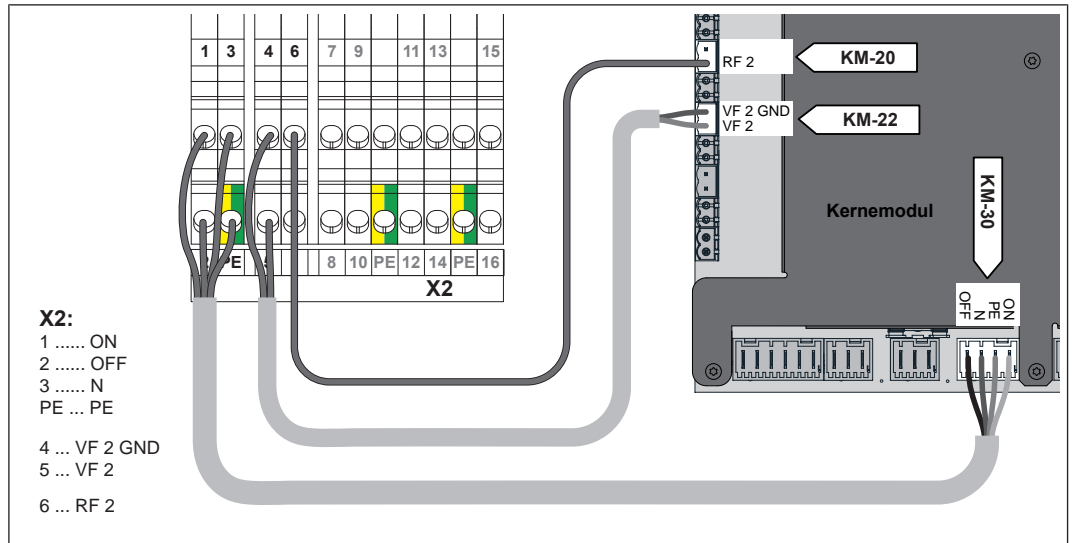 1 3 4 6 7 9 11 13 15
RF 2
KM-20
VF 2 GND
VF 2
KM-22
KM-30
Kernemodul
ON
PE
N
OFF
2 PE 5 8 10 PE 12 14 PE 16
X2
X2:
1 ...... ON
2 ...... OFF
3 ...... N
PE ... PE
4 ... VF 2 GND
5 ... VF 2
6 ... RF 2